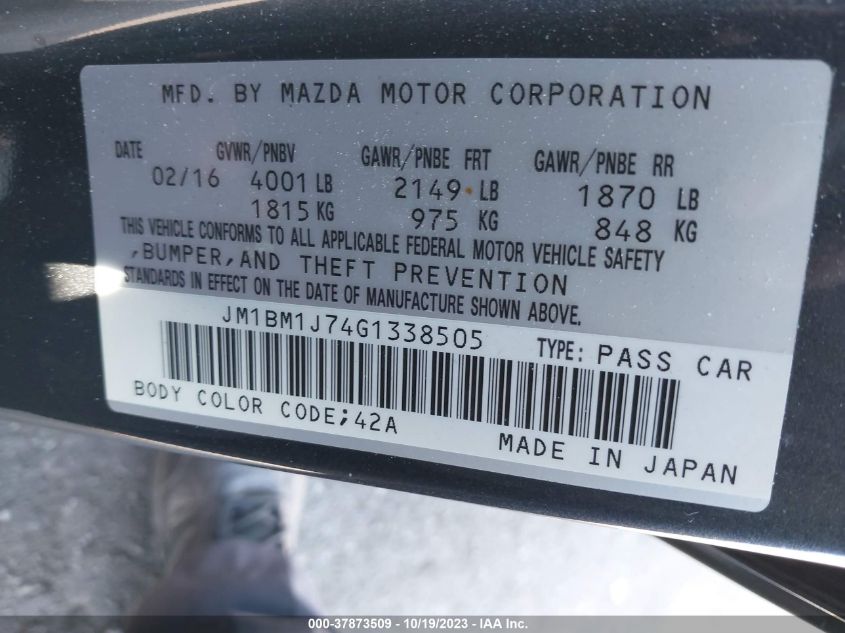 MFD. BY MAZDA MOTOR CORPORATION
DATE GVWR/PNBV GAWR/PNBE FRT GAWR/PNBE RR
02/16 4001 LB 2149 LB 1870 LB
1815 KG 975 KG 848 KG
THIS VEHICLE CONFORMS TO ALL APPLICABLE FEDERAL MOTOR VEHICLE SAFETY
,BUMPER,AND THEFT PREVENTION
STANDARDS IN EFFECT ON THE DATE OF MANUFACTURE SHOWN ABOVE.
JM1BM1J74G1338505 TYPE: PASS CAR
BODY COLOR CODE;42A
MADE IN JAPAN
000-37873509 - 10/19/2023 - IAA Inc.